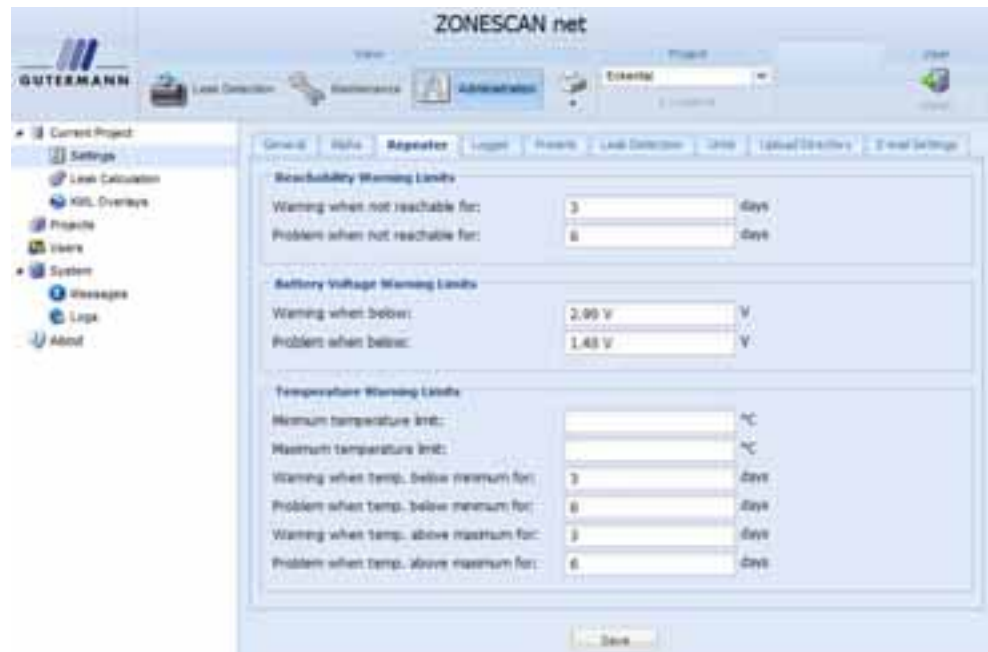 ZONESCAN net
GUTERMANN
View
Project
User
Leak Detection
Maintenance
Administration
Current Project
Settings
Leak Calculation
KML Overlays
Projects
Users
System
Messages
Logs
About
General
Alpha
Repeater
Logger
Presets
Leak Detection
Units
Upload Directory
E-mail Settings
Reachability Warning Limits
Warning when not reachable for: 3 days
Problem when not reachable for: 6 days
Battery Voltage Warning Limits
Warning when below: V
Problem when below: V
Temperature Warning Limits
Minimum temperature limit: °C
Maximum temperature limit: °C
Warning when temp. below minimum for: 3 days
Problem when temp. below minimum for: 6 days
Warning when temp. above maximum for: 3 days
Problem when temp. above maximum for: 6 days
Save